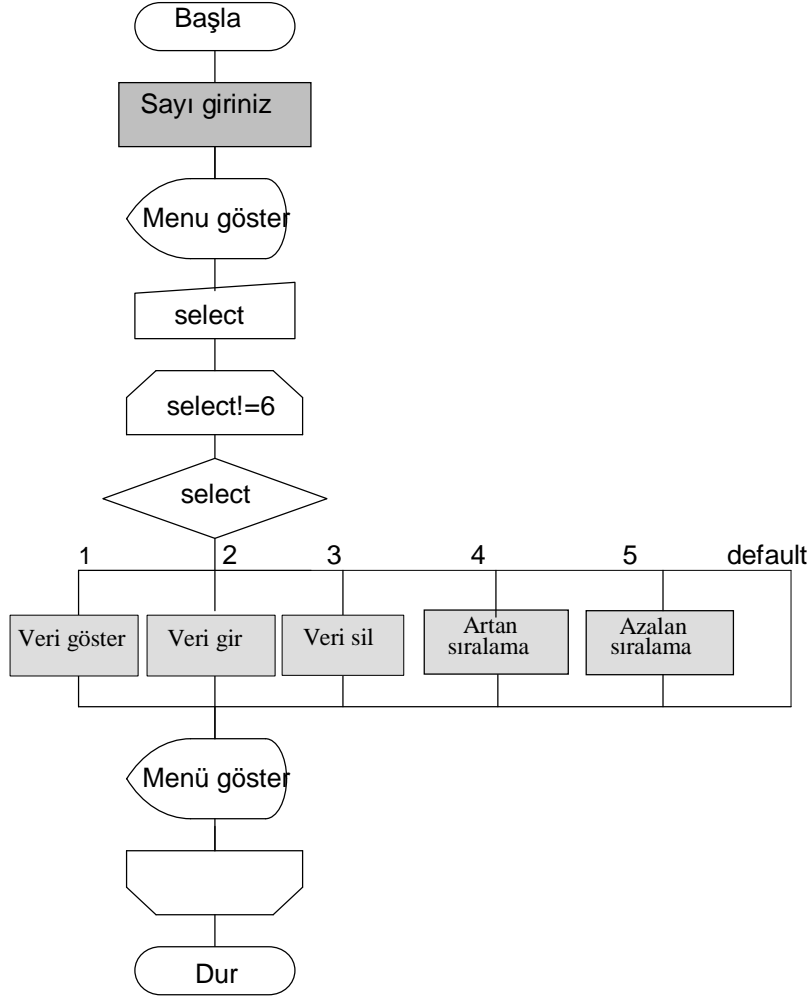 Başla
Sayı giriniz
Menu göster
select
select!=6
select
1 2 3 4 5 default
Veri göster
Veri gir
Veri sil
Artan
sıralama
Azalan
sıralama
Menü göster
Dur